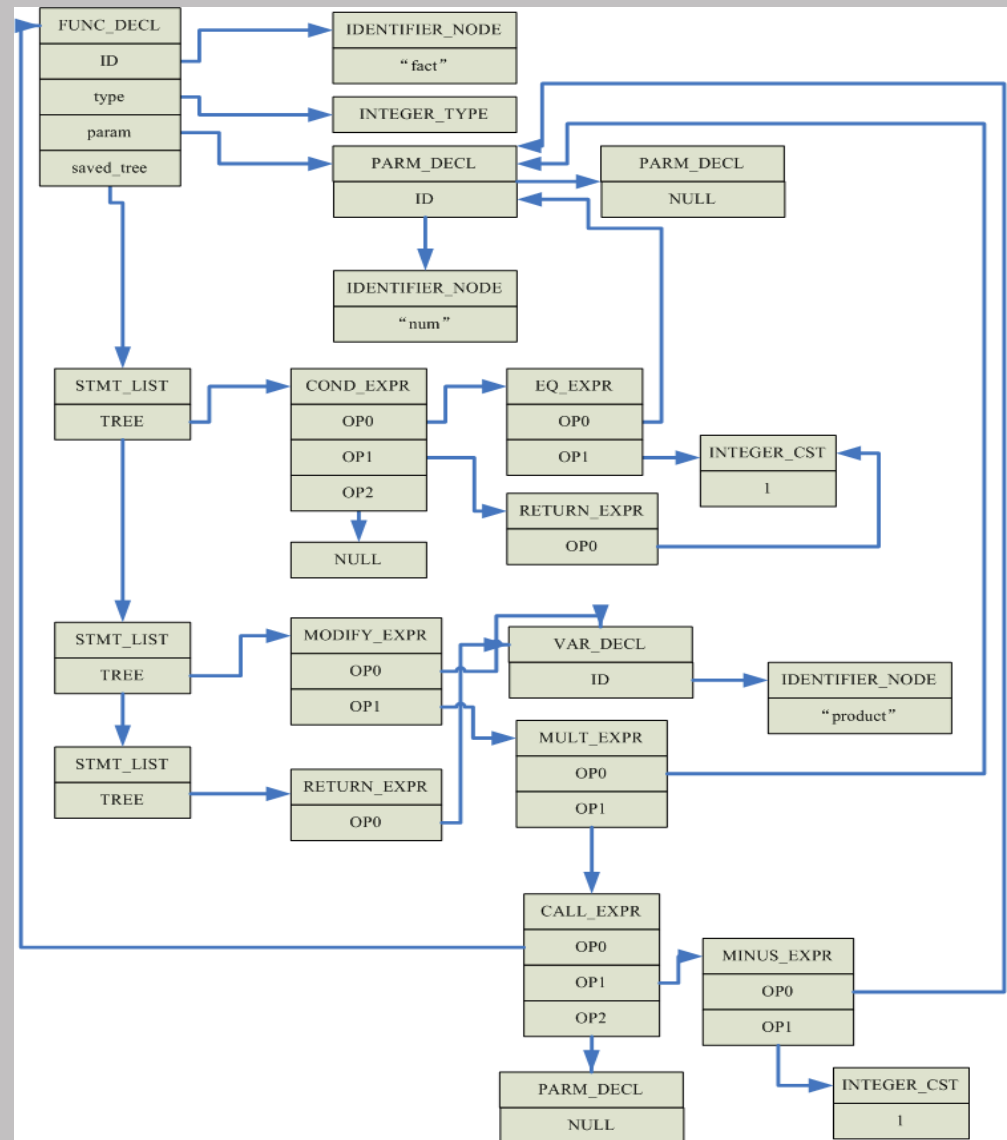 FUNC_DECL
ID
type
param
saved_tree
IDENTIFIER_NODE
“fact”
INTEGER_TYPE
PARM_DECL
ID
PARM_DECL
NULL
IDENTIFIER_NODE
“num”
STMT_LIST
TREE
COND_EXPR
OP0
OP1
OP2
NULL
EQ_EXPR
OP0
OP1
INTEGER_CST
1
RETURN_EXPR
OP0
STMT_LIST
TREE
MODIFY_EXPR
OP0
OP1
VAR_DECL
ID
IDENTIFIER_NODE
“product”
MULT_EXPR
OP0
OP1
STMT_LIST
TREE
RETURN_EXPR
OP0
CALL_EXPR
OP0
OP1
OP2
MINUS_EXPR
OP0
OP1
PARM_DECL
NULL
INTEGER_CST
1